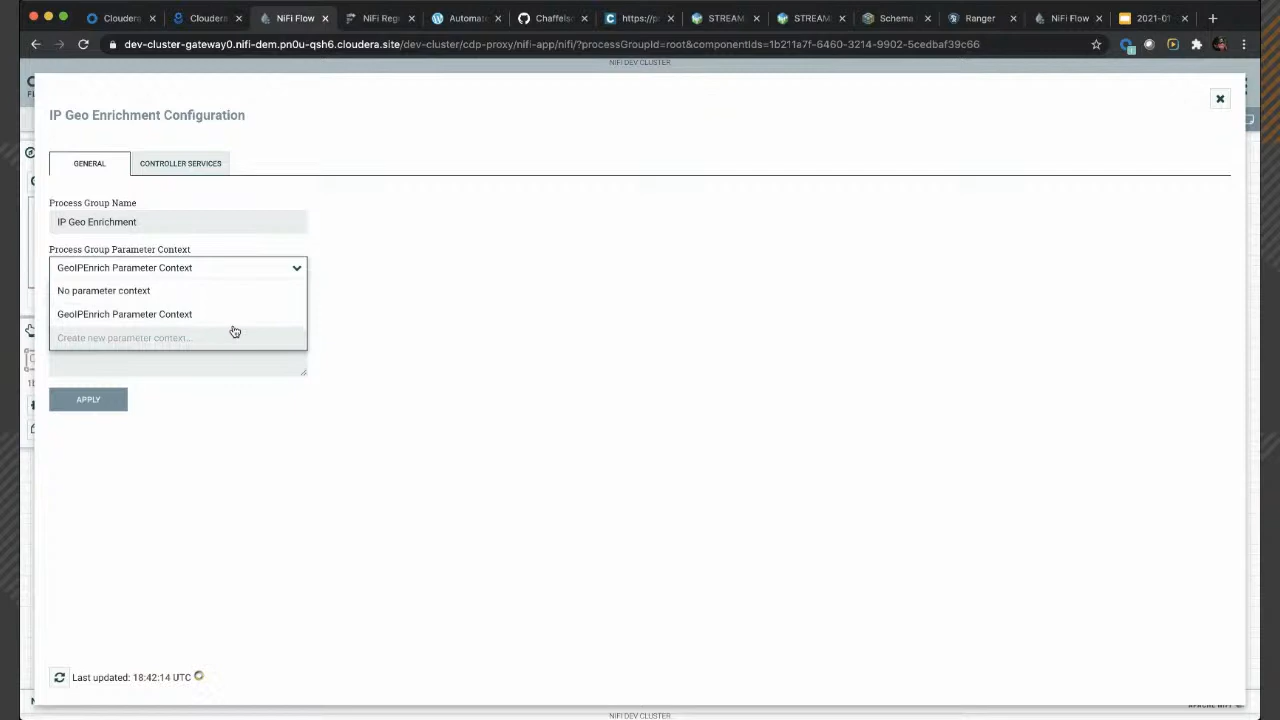 Cloudera
Cloudera
NiFi Flow
NiFi Reg
Automate
Chaffels
https://p
STREAM
STREAM
Schema
Ranger
NiFi Flow
2021-01
dev-cluster-gateway0.nifi-dem.pn0u-qsh6.cloudera.site/dev-cluster/cdp-proxy/nifi-app/nifi/?processGroupId=root&componentIds=1b211a7f-6460-3214-9902-5cedbaf39c66
NIFI DEV CLUSTER
IP Geo Enrichment Configuration
GENERAL
CONTROLLER SERVICES
Process Group Name
IP Geo Enrichment
Process Group Parameter Context
GeoIPEnrich Parameter Context
No parameter context
GeoIPEnrich Parameter Context
Create new parameter context...
APPLY
Last updated: 18:42:14 UTC
NIFI DEV CLUSTER